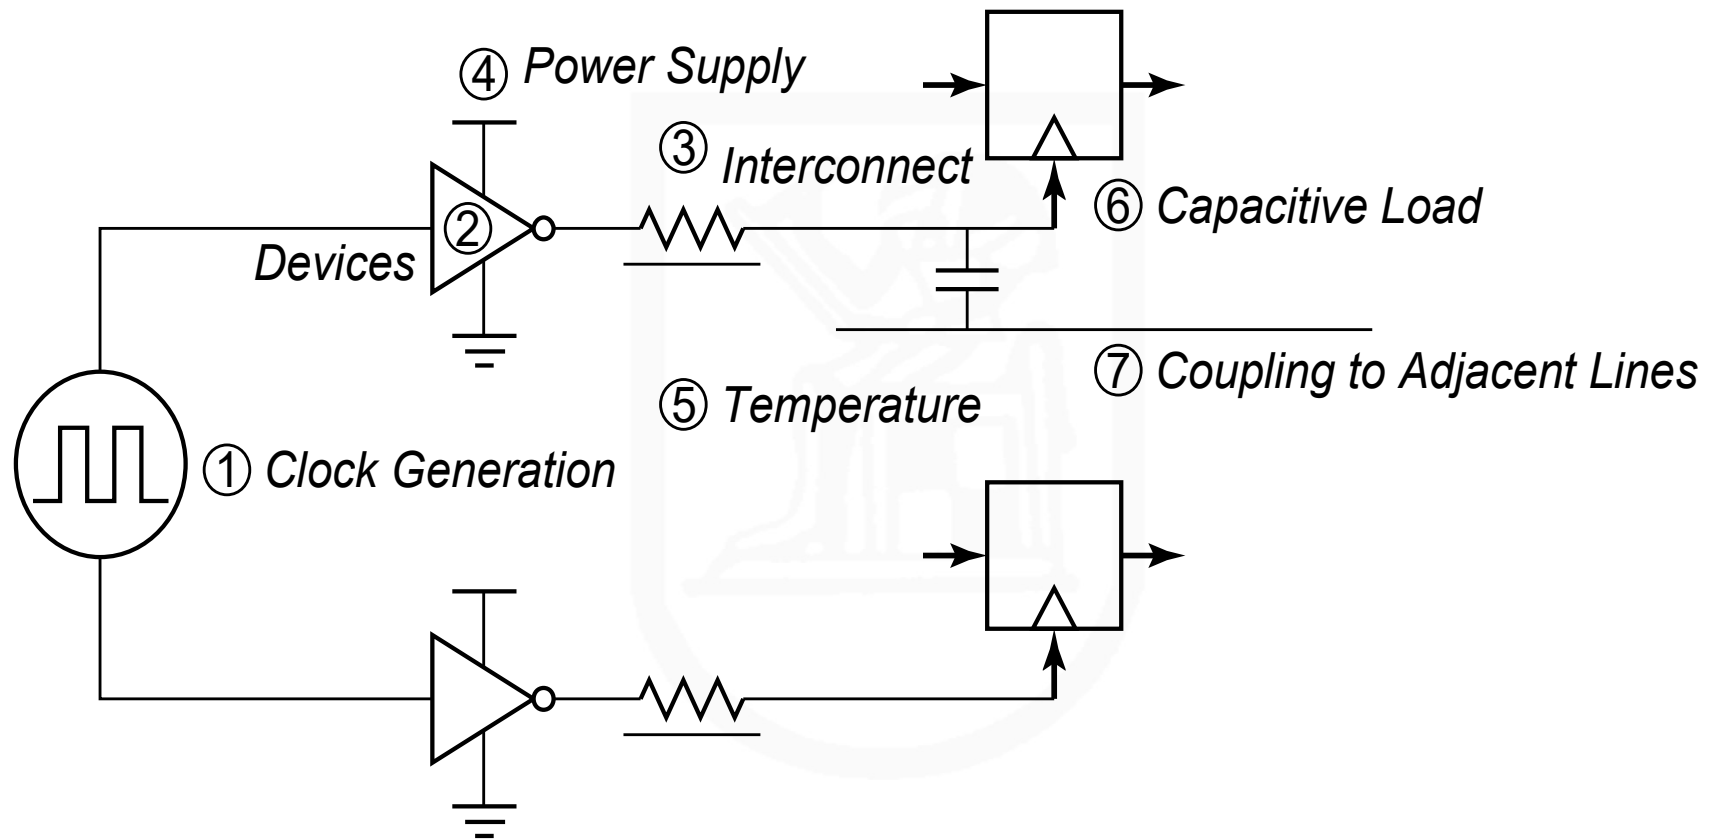 ④ Power Supply
③ Interconnect
⑥ Capacitive Load
②
Devices
⑦ Coupling to Adjacent Lines
⑤ Temperature
① Clock Generation